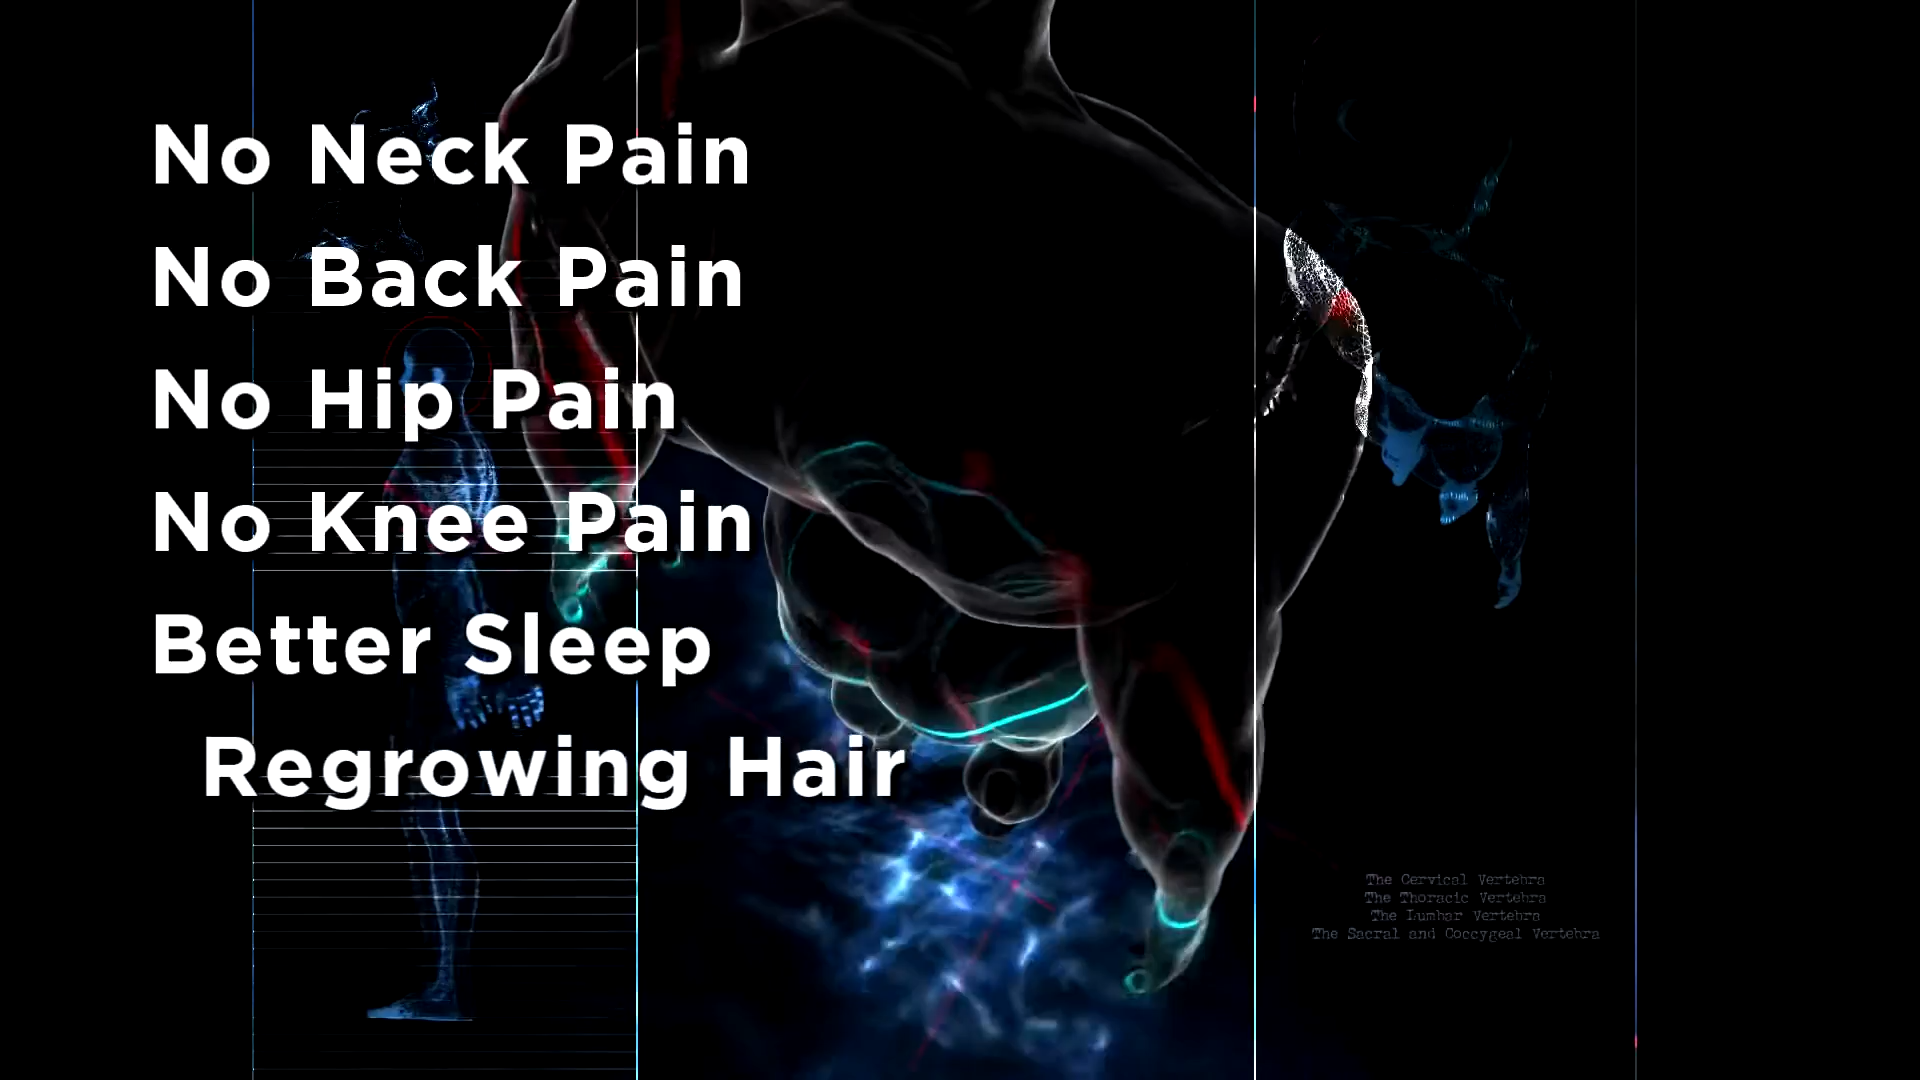 No Neck Pain
No Back Pain
No Hip Pain
No Knee Pain
Better Sleep
Regrowing Hair
The Cervical Vertebra
The Thoracic Vertebra
The Lumbar Vertebra
The Sacral and Coccygeal Vertebra